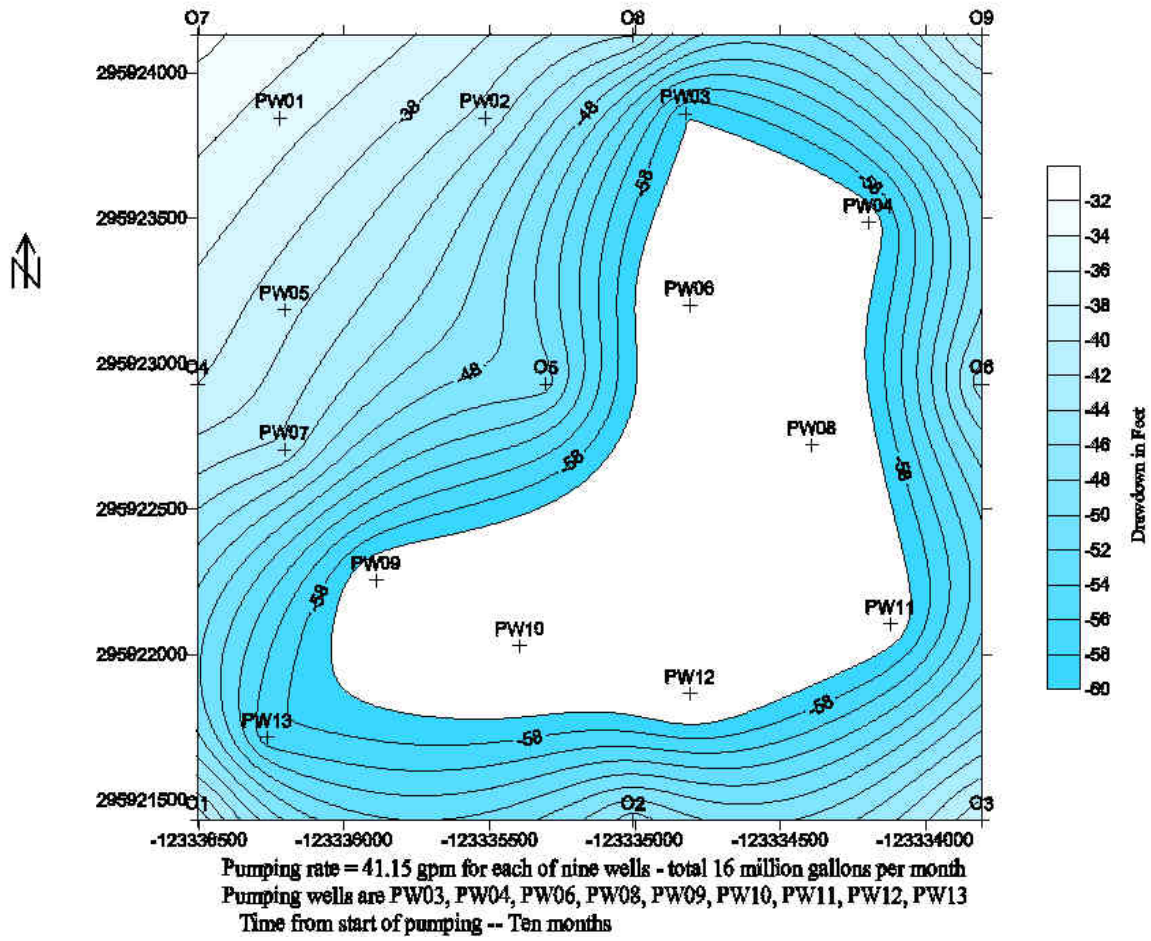 O7 O8 O9
295924000
PW01 -38 PW02 -48 PW03
-58 -58
PW04
295923500
N
PW05 PW06
295923000
O4 -48 O5 O6
PW07 PW08
-58 -58
295922500
PW09
-58
PW10 PW11
295922000
PW12
-58
PW13
-58
295921500
O1 O2 O3
-123336500 -123336000 -123335500 -123335000 -123334500 -123334000
-32
-34
-36
-38
-40
-42
-44
-46
-48
-50
-52
-54
-56
-58
-60
Drawdown in Feet
Pumping rate = 41.15 gpm for each of nine wells - total 16 million gallons per month
Pumping wells are PW03, PW04, PW06, PW08, PW09, PW10, PW11, PW12, PW13
Time from start of pumping -- Ten months